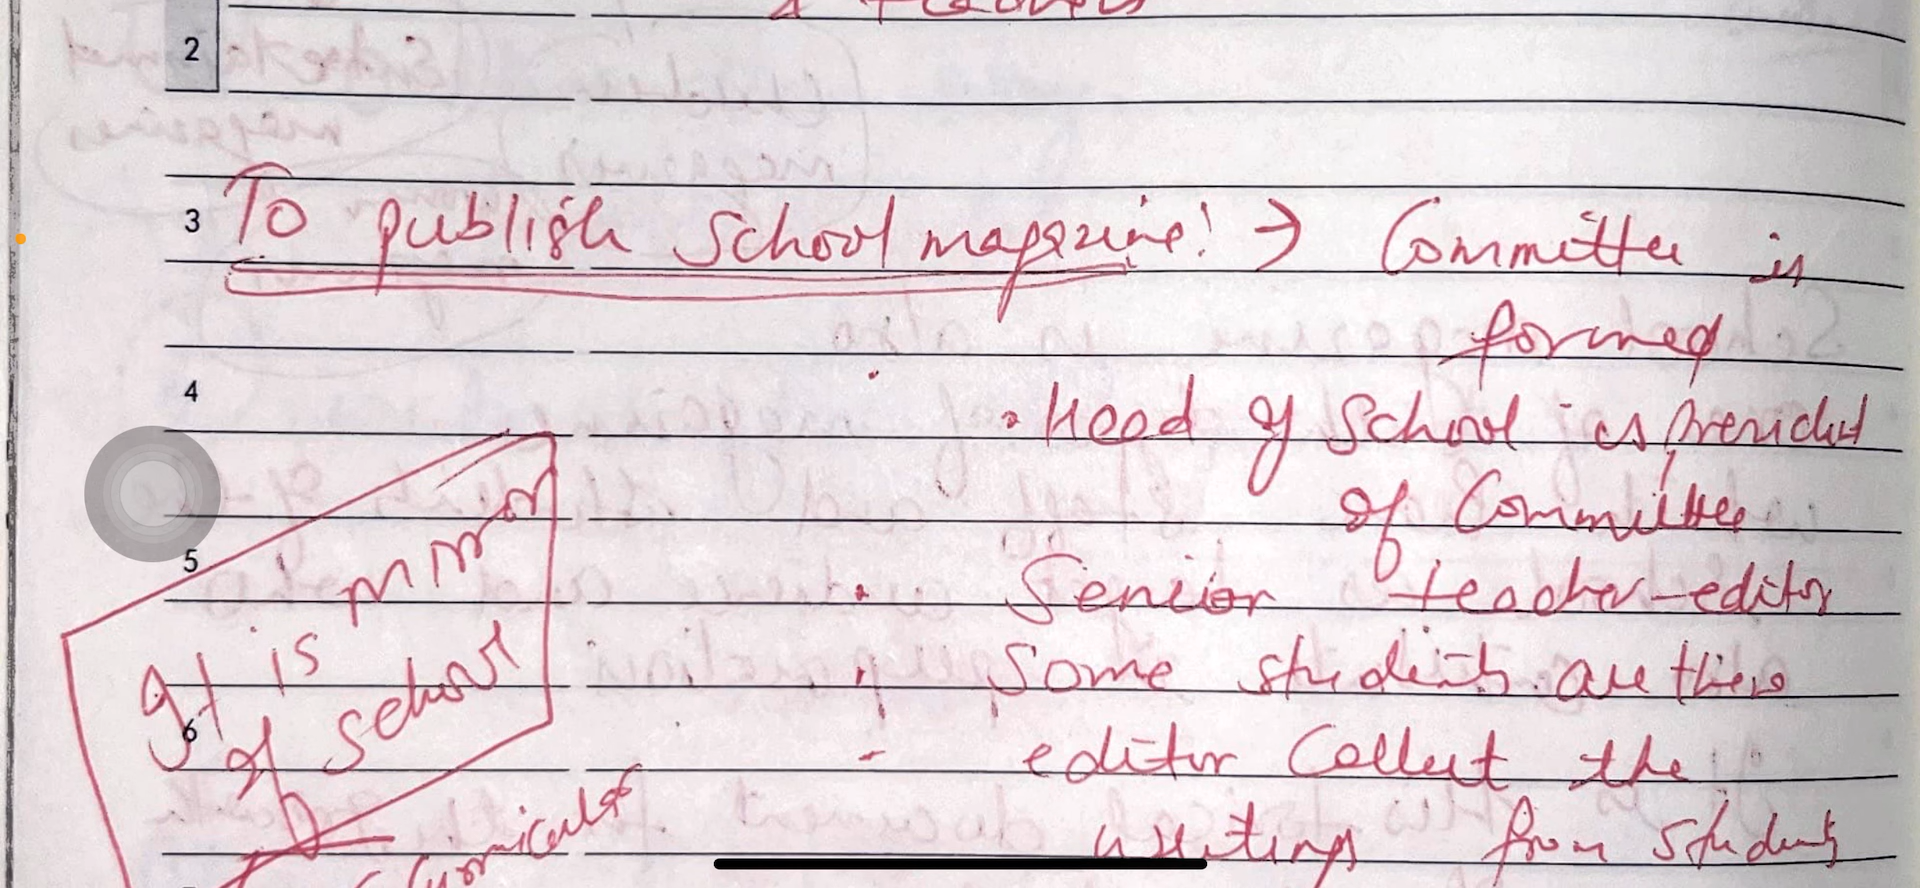 2
3 To publish School magazine! → Committee is
formed
4
• Head of School is president
of Committee
5
• Senior teacher-editor
• Some students are there
- editor Collect the
writings from students
It is mirror
of school
6